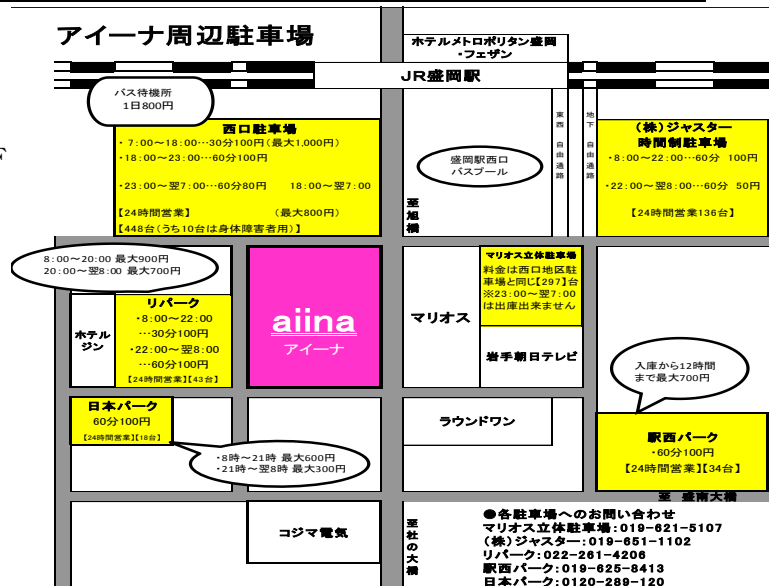 アイーナ周辺駐車場
ホテルメトロポリタン盛岡
・フェザン
JR盛岡駅
バス待機所
1日800円
西口駐車場
・7:00～18:00…30分100円(最大1,000円)
・18:00～23:00…60分100円
・23:00～翌7:00…60分80円　18:00～翌7:00
【24時間営業】　(最大800円)
【448台(うち10台は身体障害者用)】
盛岡駅西口
バスプール
東西自由通路
地下自由通路
至旭橋
(株)ジャスター
時間制駐車場
・8:00～22:00…60分 100円
・22:00～翌8:00…60分 50円
【24時間営業136台】
8:00～20:00 最大900円
20:00～翌8:00 最大700円
リパーク
・8:00～22:00
…30分100円
・22:00～翌8:00
…60分100円
【24時間営業】【43台】
ホテル
ジン
aiina
アイーナ
マリオス
マリオス立体駐車場
料金は西口地区駐
車場と同じ【297】台
※23:00～翌7:00
は出庫出来ません
岩手朝日テレビ
入庫から12時間
まで最大700円
日本パーク
60分100円
【24時間営業】【18台】
・8時～21時 最大600円
・21時～翌8時 最大300円
ラウンドワン
駅西パーク
・60分100円
【24時間営業】【34台】
至 盛南大橋
コジマ電気
至杜の大橋
●各駐車場へのお問い合わせ
マリオス立体駐車場:019-621-5107
(株)ジャスター:019-651-1102
リパーク:022-261-4206
駅西パーク:019-625-8413
日本パーク:0120-289-120